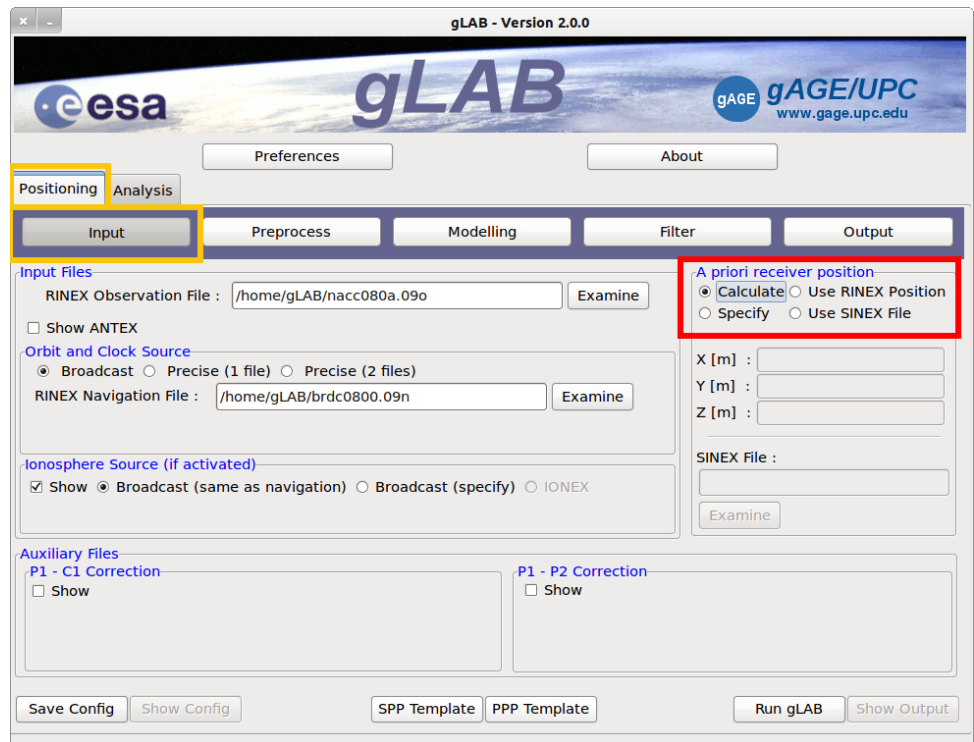 gLAB - Version 2.0.0
esa
gLAB
gAGE
gAGE/UPC
www.gage.upc.edu
Preferences
About
Positioning
Analysis
Input
Preprocess
Modelling
Filter
Output
Input Files
RINEX Observation File :
/home/gLAB/nacc080a.09o
Examine
Show ANTEX
Orbit and Clock Source
Broadcast
Precise (1 file)
Precise (2 files)
RINEX Navigation File :
/home/gLAB/brdc0800.09n
Examine
Ionosphere Source (if activated)
Show
Broadcast (same as navigation)
Broadcast (specify)
IONEX
A priori receiver position
Calculate
Use RINEX Position
Specify
Use SINEX File
X [m] :
Y [m] :
Z [m] :
SINEX File :
Examine
Auxiliary Files
P1 - C1 Correction
Show
P1 - P2 Correction
Show
Save Config
Show Config
SPP Template
PPP Template
Run gLAB
Show Output